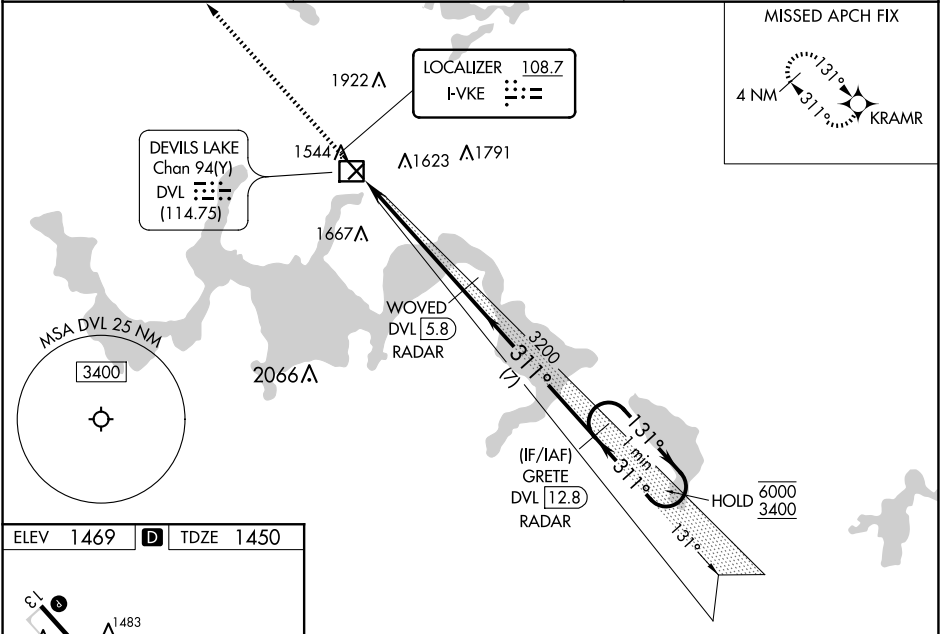 MISSED APCH FIX
131°
4 NM
311°
KRAMR
1922
LOCALIZER 108.7
I-VKE
DEVILS LAKE
Chan 94(Y)
DVL
(114.75)
1544
1623
1791
1667
WOVED
DVL 5.8
RADAR
3200
311°
(7)
MSA DVL 25 NM
3400
2066
131°
1 min
311°
(IF/IAF)
GRETE
DVL 12.8
RADAR
HOLD 6000
3400
131°
ELEV 1469 D TDZE 1450
13
P
1483